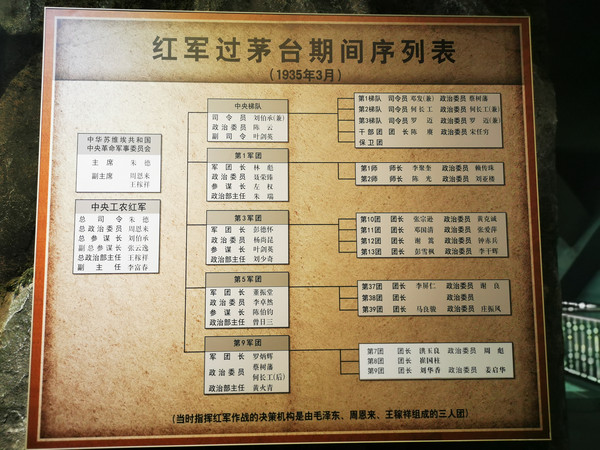 红军过茅台期间序列表
(1935年3月)
中华苏维埃共和国
中央革命军事委员会
主 席 朱 德
副主席 周恩来
王稼祥
中央工农红军
总 司 令 朱 德
总政治委员 周恩来
总 参 谋 长 刘伯承
副总参谋长 张云逸
总政治部主任 王稼祥
副 主 任 李富春
中央梯队
司 令 员 刘伯承(兼)
政治委员 陈 云
副 司 令 叶剑英
第1梯队 司令员 邓发(兼) 政治委员 蔡树藩
第2梯队 司令员 何长工 政治委员 何长工(兼)
第3梯队 司令员 罗 迈 政治委员 罗 迈(兼)
干部团 团 长 陈 赓 政治委员 宋任穷
保卫团
第1军团
军 团 长 林 彪
政治委员 聂荣臻
参 谋 长 左 权
政治部主任 朱 瑞
第1师 师长 李聚奎 政治委员 赖传珠
第2师 师长 陈 光 政治委员 刘亚楼
第3军团
军 团 长 彭德怀
政治委员 杨尚昆
参 谋 长 叶剑英
政治部主任 刘少奇
第10团 团长 张宗逊 政治委员 黄克诚
第11团 团长 邓国清 政治委员 张爱萍
第12团 团长 谢 嵩 政治委员 钟赤兵
第13团 团长 彭雪枫 政治委员 李干辉
第5军团
军 团 长 董振堂
政治委员 李卓然
参 谋 长 陈伯钧
政治部主任 曾日三
第37团 团长 李屏仁 政治委员 谢 良
第38团 团长 政治委员
第39团 团长 马良骏 政治委员 庄振风
第9军团
军 团 长 罗炳辉
政治委员 蔡树藩
何长工(后)
政治部主任 黄火青
第7团 团长 洪玉良 政治委员 周 彪
第8团 团长 崔国柱
第9团 团长 刘华香 政治委员 姜启华
(当时指挥红军作战的决策机构是由毛泽东、周恩来、王稼祥组成的三人团)